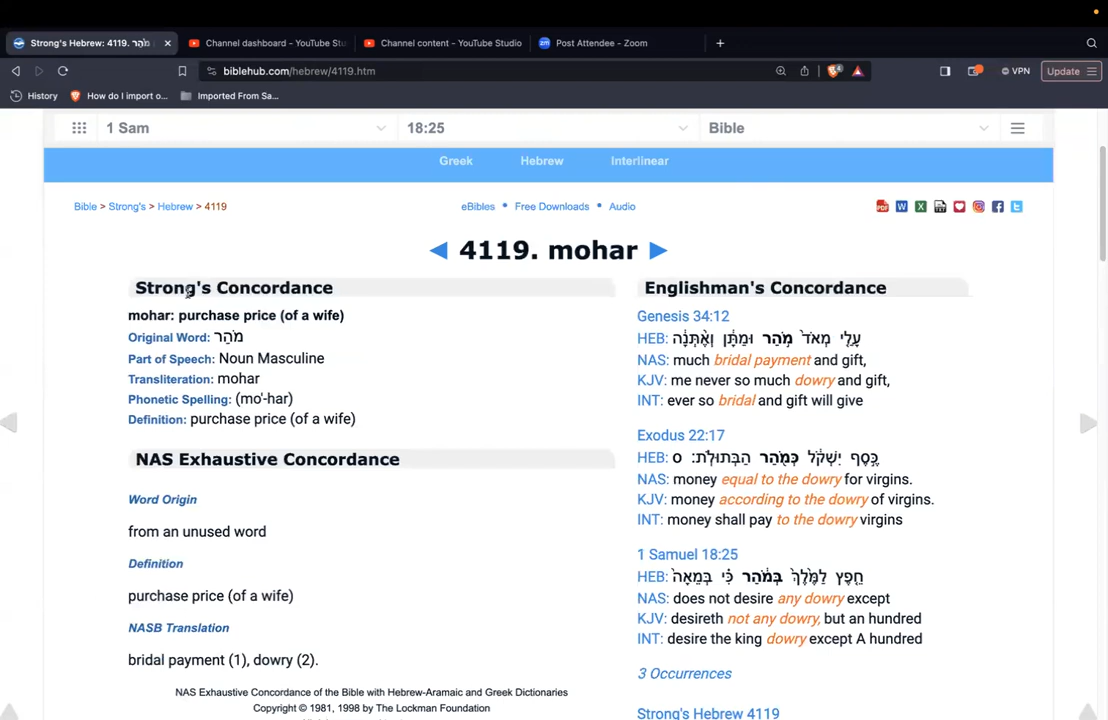 Strong's Hebrew: 4119. מֹהַר
Channel dashboard - YouTube Stu
Channel content - YouTube Studio
Post Attendee - Zoom
biblehub.com/hebrew/4119.htm
4
VPN
Update
History
How do I import o...
Imported From Sa...
1 Sam
18:25
Bible
Greek Hebrew Interlinear
Bible > Strong's > Hebrew > 4119
eBibles • Free Downloads • Audio
◄ 4119. mohar ►
Strong's Concordance
mohar: purchase price (of a wife)
Original Word: מֹהַר
Part of Speech: Noun Masculine
Transliteration: mohar
Phonetic Spelling: (mo'-har)
Definition: purchase price (of a wife)
NAS Exhaustive Concordance
Word Origin
from an unused word
Definition
purchase price (of a wife)
NASB Translation
bridal payment (1), dowry (2).
NAS Exhaustive Concordance of the Bible with Hebrew-Aramaic and Greek Dictionaries
Copyright © 1981, 1998 by The Lockman Foundation
Englishman's Concordance
Genesis 34:12
HEB: עָלַ֤י מְאֹד֙ מֹ֣הַר וּמַתָּ֔ן וְאֶ֨תְּנָ֔ה
NAS: much bridal payment and gift,
KJV: me never so much dowry and gift,
INT: ever so bridal and gift will give
Exodus 22:17
HEB: כֶּ֣סֶף יִשְׁקֹ֔ל כְּמֹ֖הַר הַבְּתוּלֹֽת׃ ס
NAS: money equal to the dowry for virgins.
KJV: money according to the dowry of virgins.
INT: money shall pay to the dowry virgins
1 Samuel 18:25
HEB: חֵ֤פֶץ לַמֶּ֙לֶךְ֙ בְּמֹ֔הַר כִּ֗י בְּמֵאָה֙
NAS: does not desire any dowry except
KJV: desireth not any dowry, but an hundred
INT: desire the king dowry except A hundred
3 Occurrences
Strong's Hebrew 4119